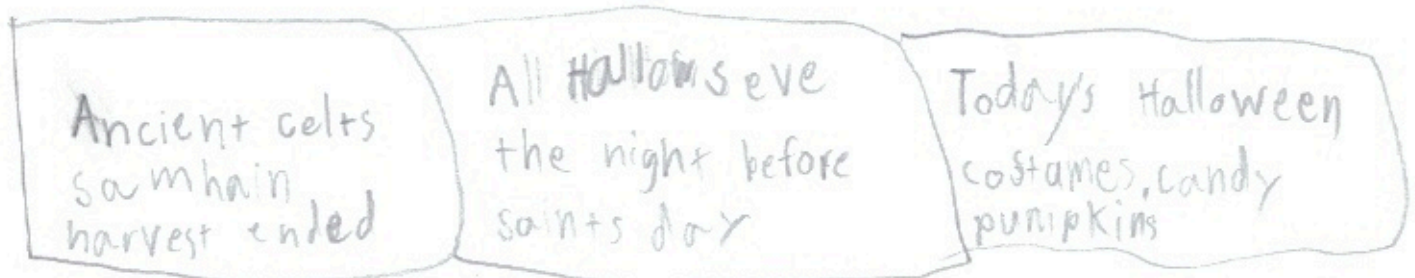 Ancient celts
samhain
harvest ended
All Hallows eve
the night before
saints day
Today's Halloween
costames, candy
pumpkins